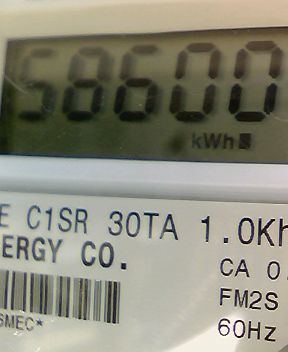 58600
kWh
E C1SR 30TA 1.0Kh
ERGY CO.
CA 0.
FM2S
SMEC*
60Hz